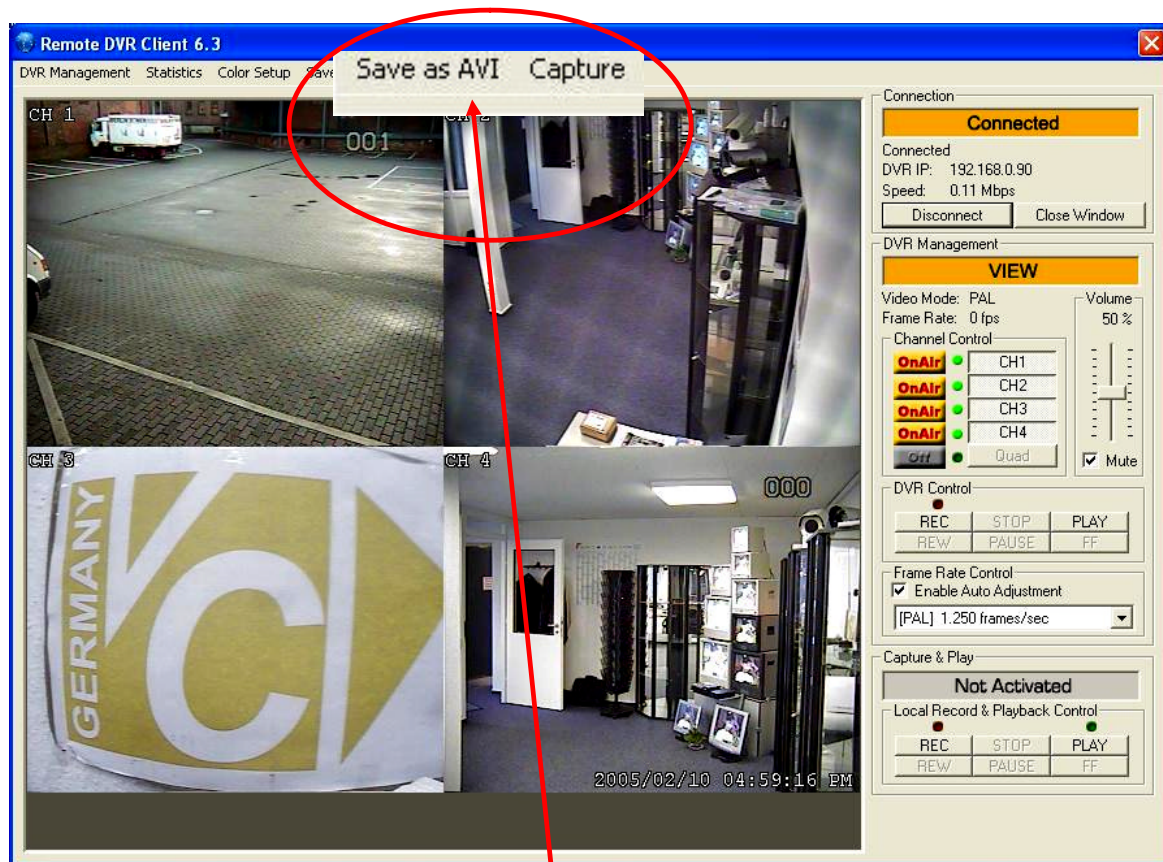 Remote DVR Client 6.3
DVR Management Statistics Color Setup Save
Save as AVI Capture
CH 1
001
CH 2
CH 3
GERMANY
VC
CH 4
000
2005/02/10 04:59:16 PM
Connection
Connected
Connected
DVR IP: 192.168.0.90
Speed: 0.11 Mbps
Disconnect Close Window
DVR Management
VIEW
Video Mode: PAL
Frame Rate: 0 fps
Volume
50 %
Channel Control
OnAir CH1
OnAir CH2
OnAir CH3
OnAir CH4
Off Quad
Mute
DVR Control
REC STOP PLAY
REW PAUSE FF
Frame Rate Control
Enable Auto Adjustment
[PAL] 1.250 frames/sec
Capture & Play
Not Activated
Local Record & Playback Control
REC STOP PLAY
REW PAUSE FF